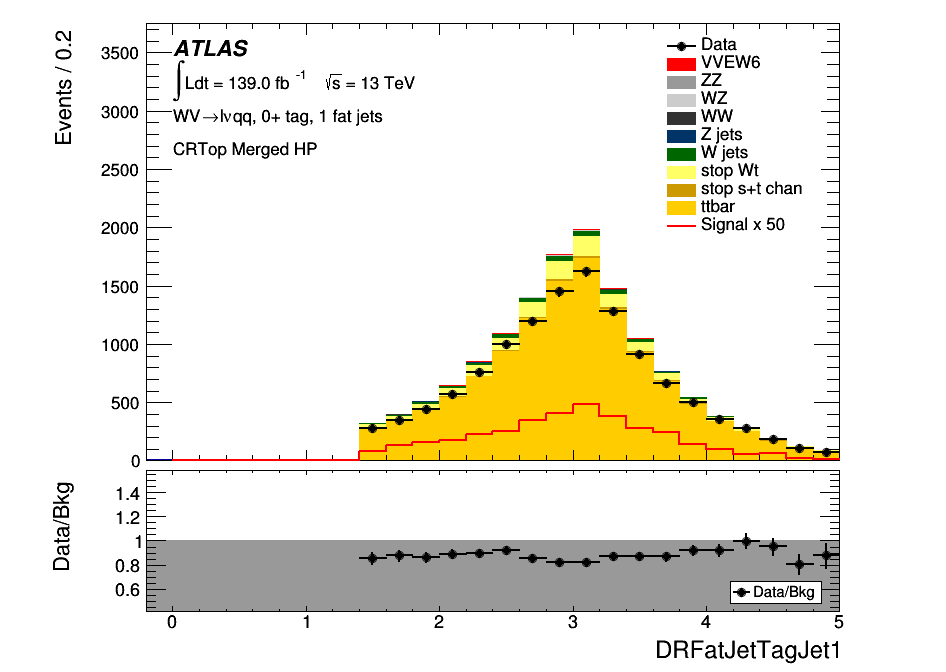 ATLAS
∫Ldt = 139.0 fb⁻¹ √s = 13 TeV
WV→lνqq, 0+ tag, 1 fat jets
CRTop Merged HP
Data
VVEW6
ZZ
WZ
WW
Z jets
W jets
stop Wt
stop s+t chan
ttbar
Signal x 50
Events / 0.2
3500
3000
2500
2000
1500
1000
500
0
Data/Bkg
1.4
1.2
1
0.8
0.6
Data/Bkg
0 1 2 3 4 5
DRFatJetTagJet1